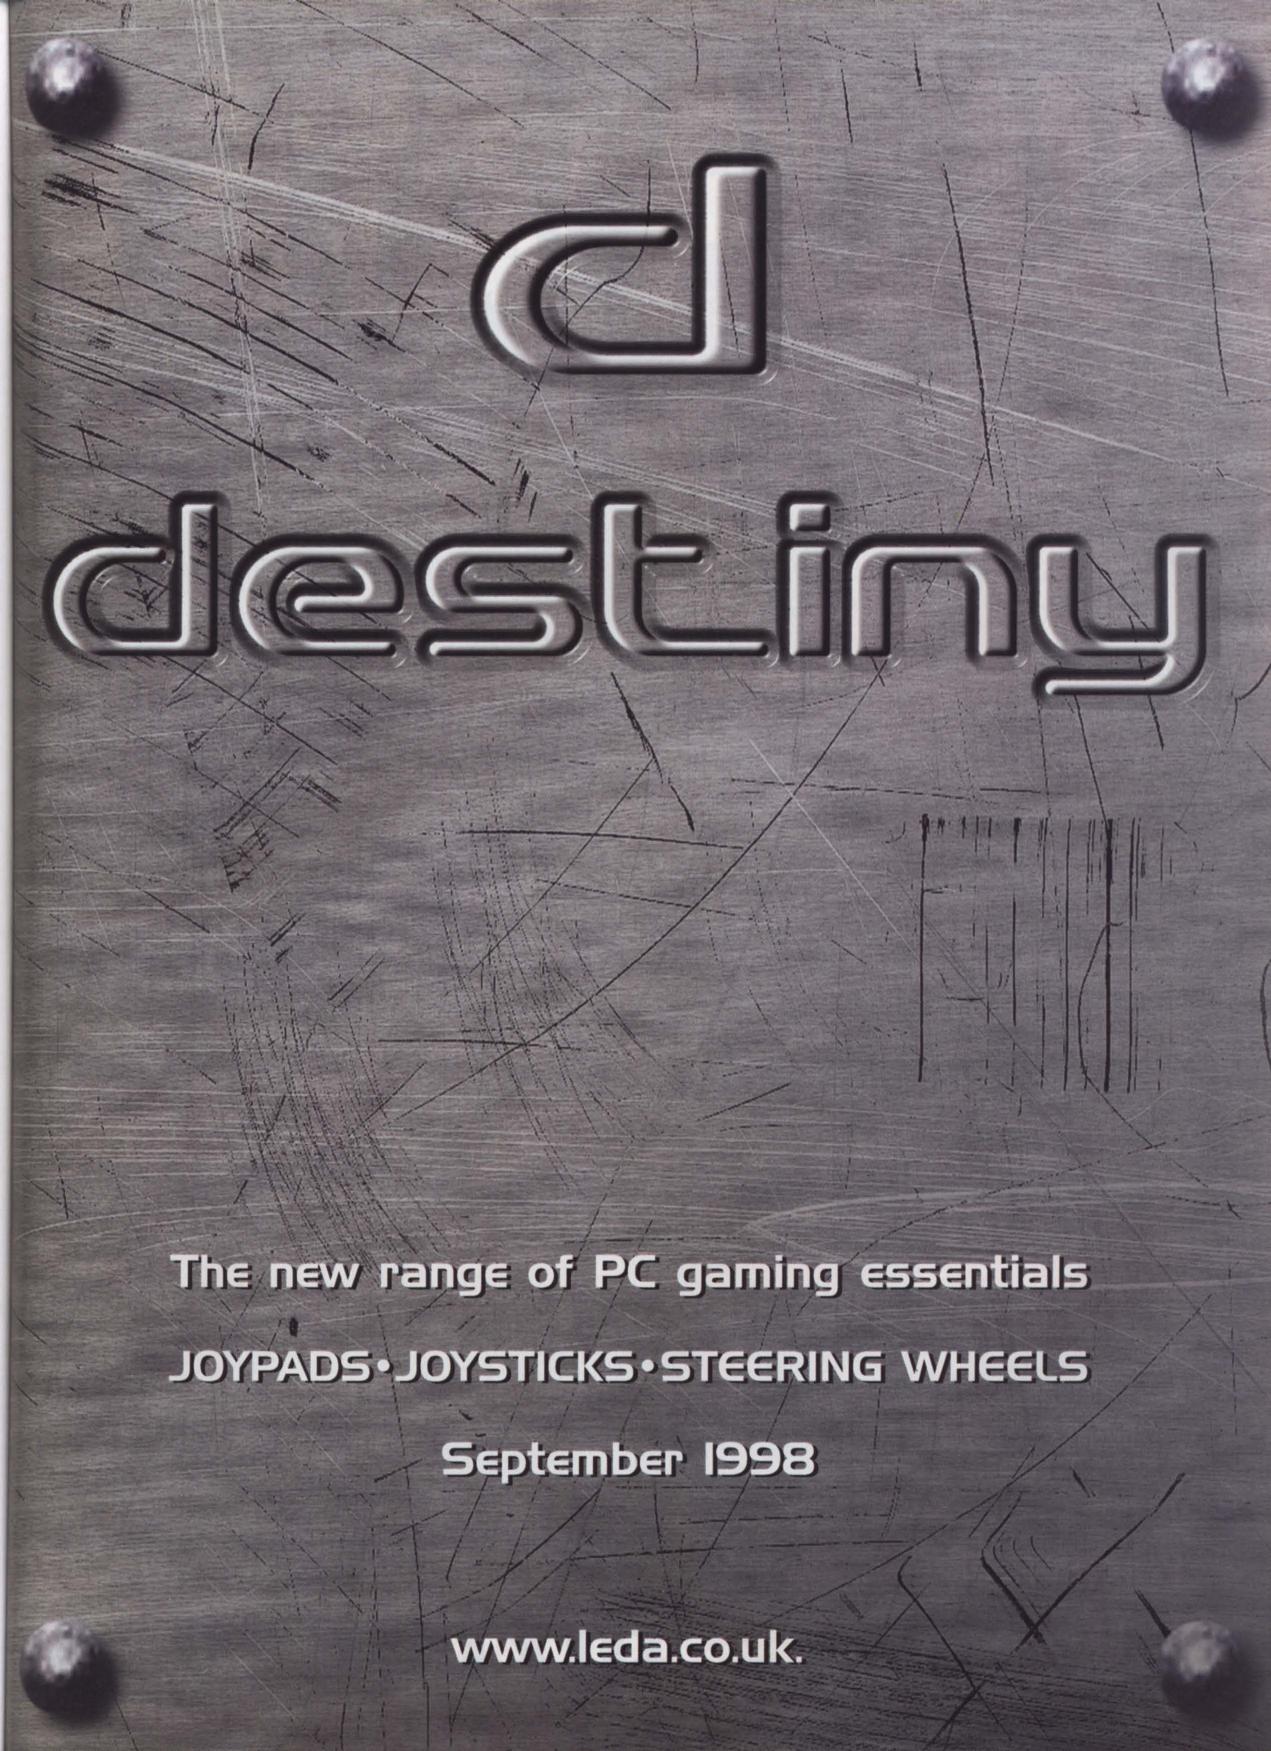 d
destiny
The new range of PC gaming essentials
JOYPADS•JOYSTICKS•STEERING WHEELS
September 1998
www.leda.co.uk.